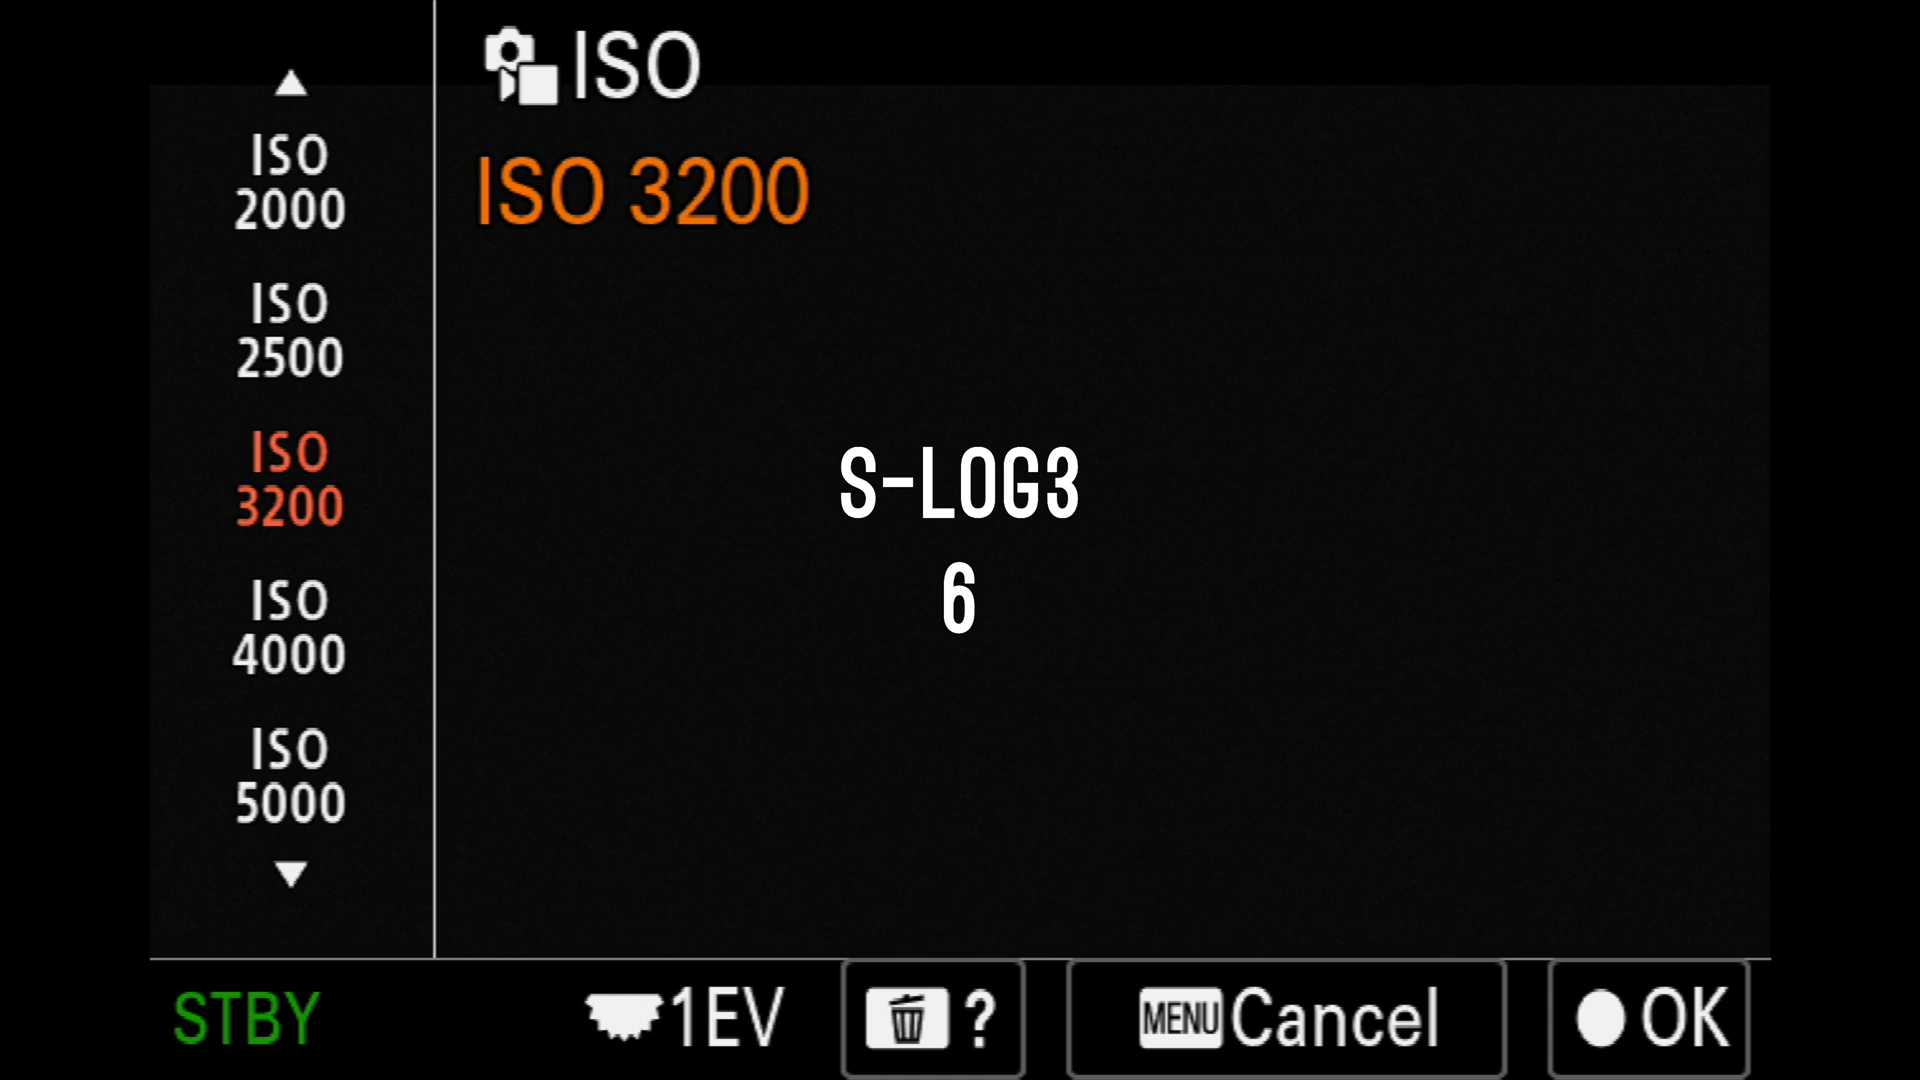 ISO
ISO 3200
ISO
2000
ISO
2500
ISO
3200
ISO
4000
ISO
5000
S-LOG3
6
STBY
1EV
?
MENU Cancel
OK